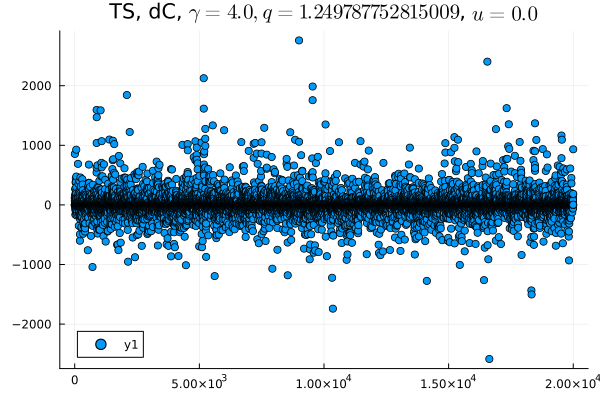 TS, dC, γ = 4.0, q = 1.249787752815009, u = 0.0
2000
1000
0
−1000
−2000
y1
0 5.00×10³ 1.00×10⁴ 1.50×10⁴ 2.00×10⁴